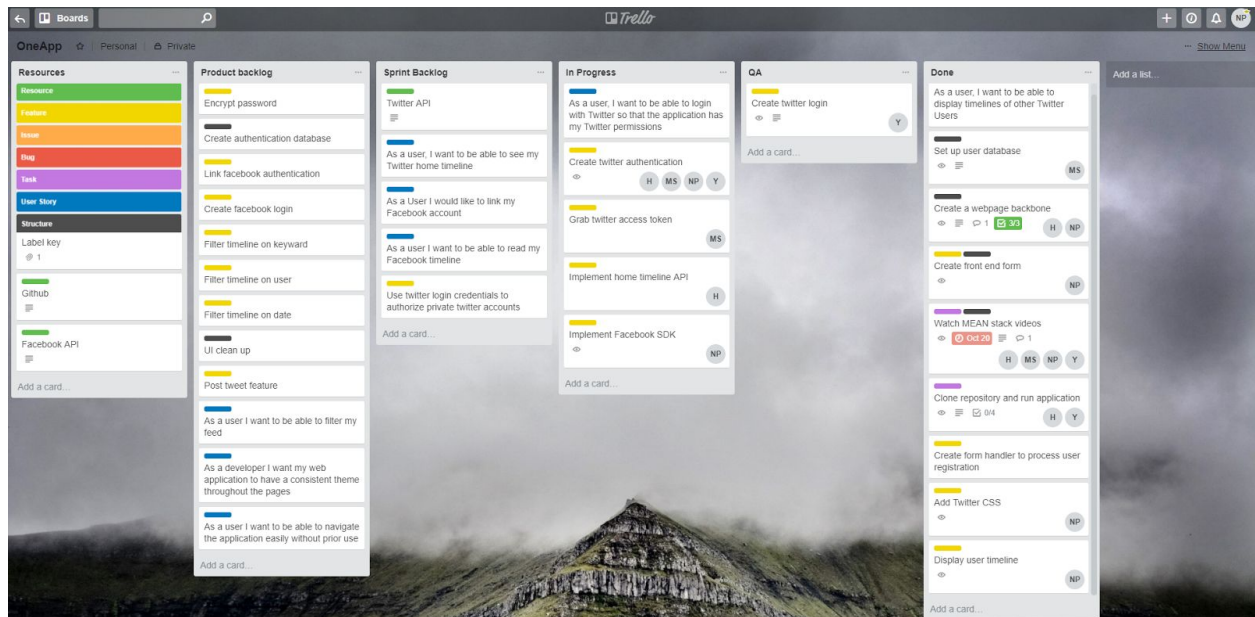 Boards
Trello
NP
OneApp
Personal
Private
Show Menu
Resources
Resource
Feature
Issue
Bug
Task
User Story
Structure
Label key
1
Github
Facebook API
Add a card...
Product backlog
Encrypt password
Create authentication database
Link facebook authentication
Create facebook login
Filter timeline on keyward
Filter timeline on user
Filter timeline on date
UI clean up
Post tweet feature
As a user I want to be able to filter my
feed
As a developer I want my web
application to have a consistent theme
throughout the pages
As a user I want to be able to navigate
the application easily without prior use
Add a card...
Sprint Backlog
Twitter API
As a user, I want to be able to see my
Twitter home timeline
As a User I would like to link my
Facebook account
As a user I want to be able to read my
Facebook timeline
Use twitter login credentials to
authorize private twitter accounts
Add a card...
In Progress
As a user, I want to be able to login
with Twitter so that the application has
my Twitter permissions
Create twitter authentication
H MS NP Y
Grab twitter access token
MS
Implement home timeline API
H
Implement Facebook SDK
NP
Add a card...
QA
Create twitter login
Y
Add a card...
Done
As a user, I want to be able to
display timelines of other Twitter
Users
Set up user database
MS
Create a webpage backbone
1 3/3 H NP
Create front end form
NP
Watch MEAN stack videos
Oct 20 1
H MS NP Y
Clone repository and run application
0/4 H Y
Create form handler to process user
registration
Add Twitter CSS
NP
Display user timeline
NP
Add a card...
Add a list...